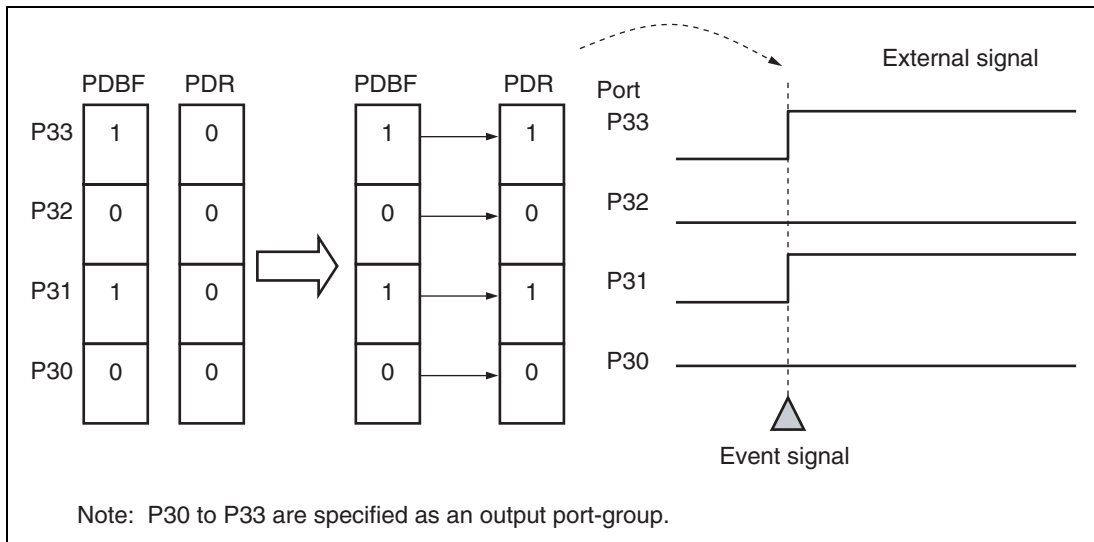 External signal
PDBF PDR PDBF PDR Port
P33 1 0 1 1 P33
P32 0 0 0 0 P32
P31 1 0 1 1 P31
P30 0 0 0 0 P30
Event signal
Note: P30 to P33 are specified as an output port-group.